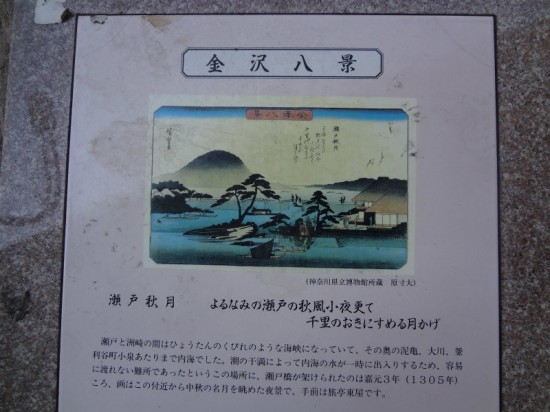 金沢八景
瀬戸秋月
(神奈川県立博物館所蔵 原寸大)
瀬戸秋月 よるなみの瀬戸の秋風小夜更て
千里のおきにすめる月かげ
瀬戸と洲崎の間はひょうたんのくびれのような海峡になっていて、その奥の泥亀、大川、釜
利谷町小泉あたりまで内海でした。潮の干満によって内海の水が一時に出入りするため、容易
に渡れない難所であったというこの場所に、瀬戸橋が架けられたのは嘉元3年(1305年)
ころ、画はこの付近から中秋の名月を眺めた夜景で、手前は旅亭東屋です。